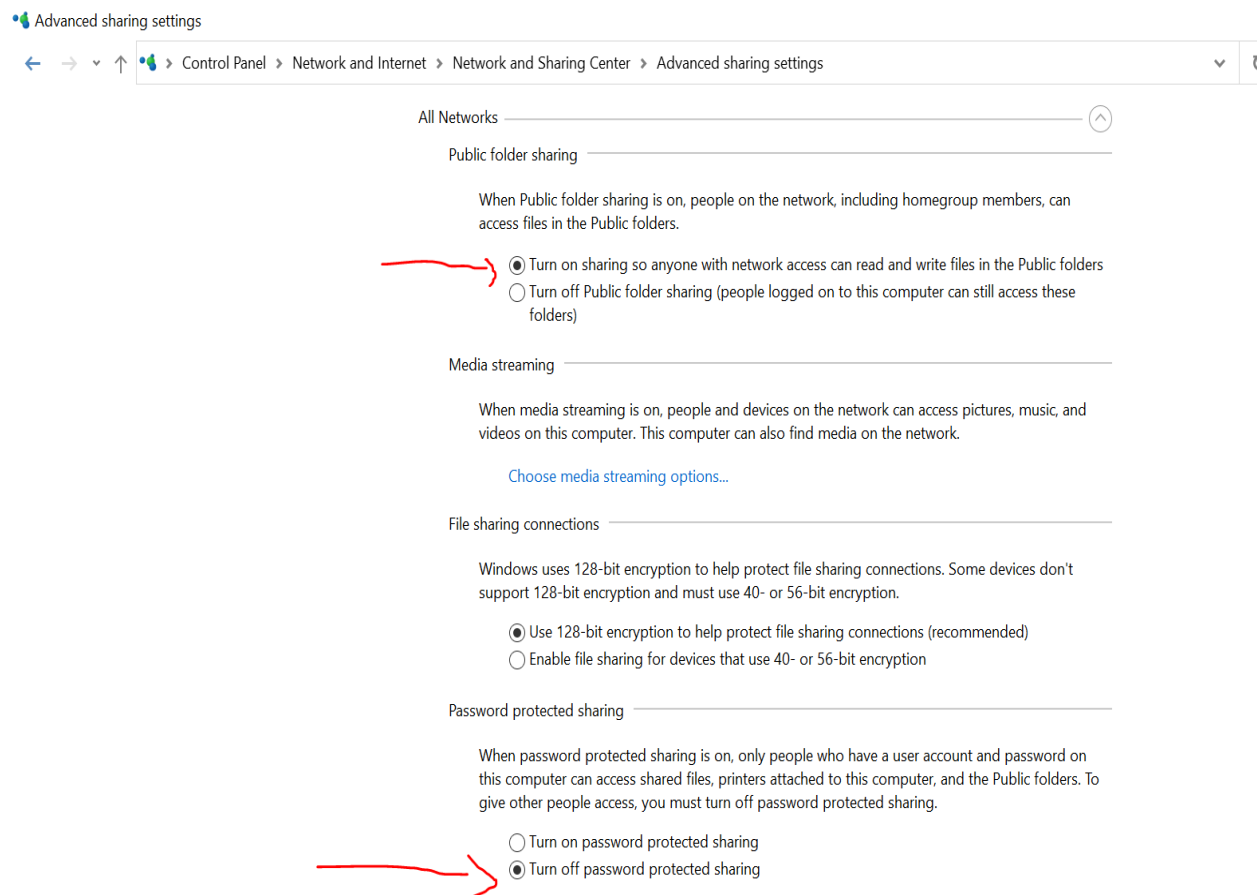 Advanced sharing settings
Control Panel > Network and Internet > Network and Sharing Center > Advanced sharing settings
All Networks
Public folder sharing
When Public folder sharing is on, people on the network, including homegroup members, can
access files in the Public folders.
Turn on sharing so anyone with network access can read and write files in the Public folders
Turn off Public folder sharing (people logged on to this computer can still access these
folders)
Media streaming
When media streaming is on, people and devices on the network can access pictures, music, and
videos on this computer. This computer can also find media on the network.
Choose media streaming options...
File sharing connections
Windows uses 128-bit encryption to help protect file sharing connections. Some devices don't
support 128-bit encryption and must use 40- or 56-bit encryption.
Use 128-bit encryption to help protect file sharing connections (recommended)
Enable file sharing for devices that use 40- or 56-bit encryption
Password protected sharing
When password protected sharing is on, only people who have a user account and password on
this computer can access shared files, printers attached to this computer, and the Public folders. To
give other people access, you must turn off password protected sharing.
Turn on password protected sharing
Turn off password protected sharing